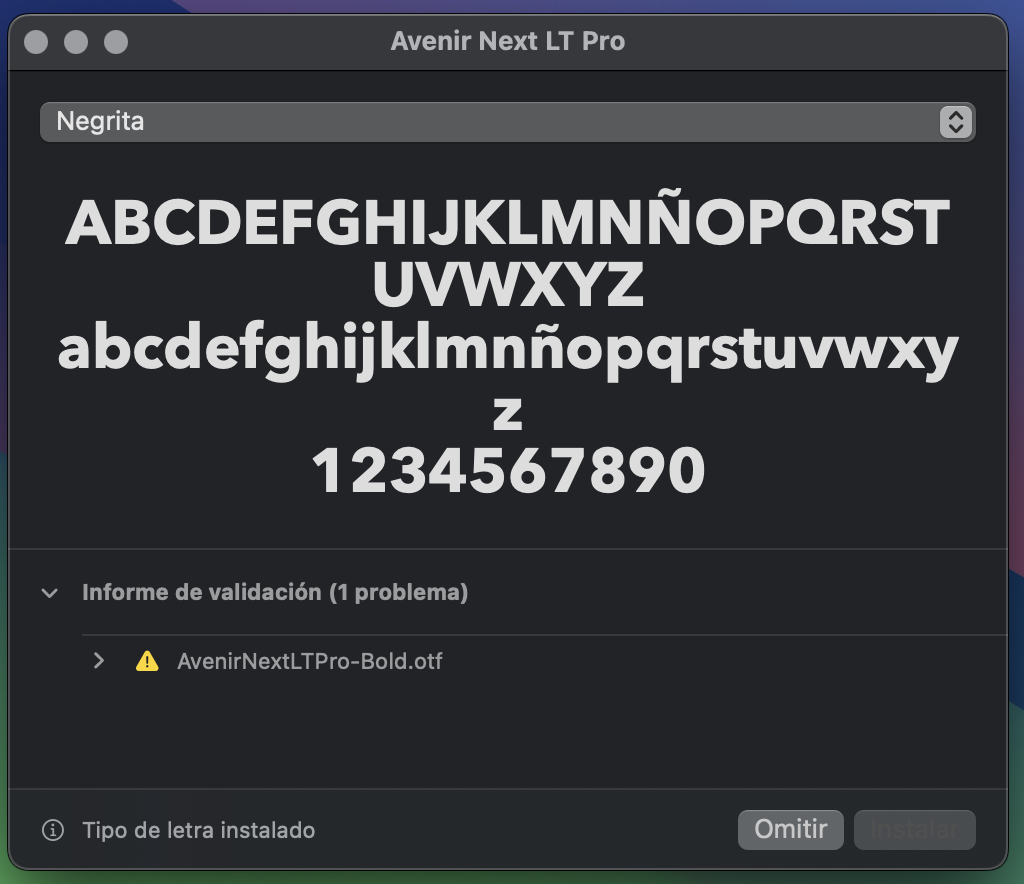 Avenir Next LT Pro
Negrita
ABCDEFGHIJKLMNÑOPQRST
UVWXYZ
abcdefghijklmnñopqrstuvwxy
z
1234567890
Informe de validación (1 problema)
AvenirNextLTPro-Bold.otf
Tipo de letra instalado
Omitir
Instalar